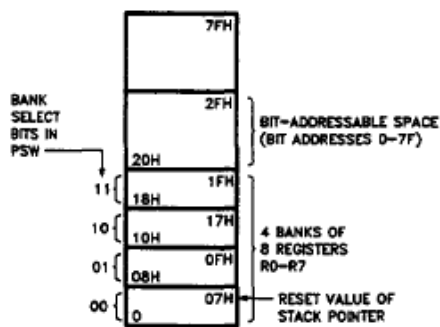 7FH
BANK
SELECT
BITS IN
PSW
2FH
BIT-ADDRESSABLE SPACE
(BIT ADDRESSES 0-7F)
20H
11
1FH
18H
10
17H
10H
4 BANKS OF
8 REGISTERS
R0-R7
01
0FH
08H
00
07H
0
RESET VALUE OF
STACK POINTER